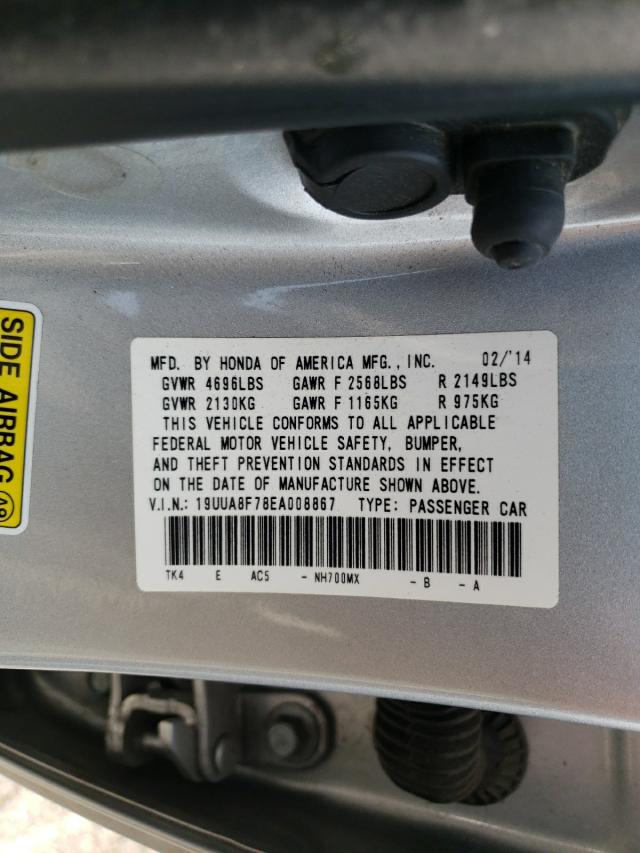 SIDE AIRBAG
MFD. BY HONDA OF AMERICA MFG., INC. 02/'14
GVWR 4696LBS GAWR F 2568LBS R 2149LBS
GVWR 2130KG GAWR F 1165KG R 975KG
THIS VEHICLE CONFORMS TO ALL APPLICABLE
FEDERAL MOTOR VEHICLE SAFETY, BUMPER,
AND THEFT PREVENTION STANDARDS IN EFFECT
ON THE DATE OF MANUFACTURE SHOWN ABOVE.
V.I.N.: 19UUA8F78EA008867 TYPE: PASSENGER CAR
TK4 E AC5 - NH700MX - B - A